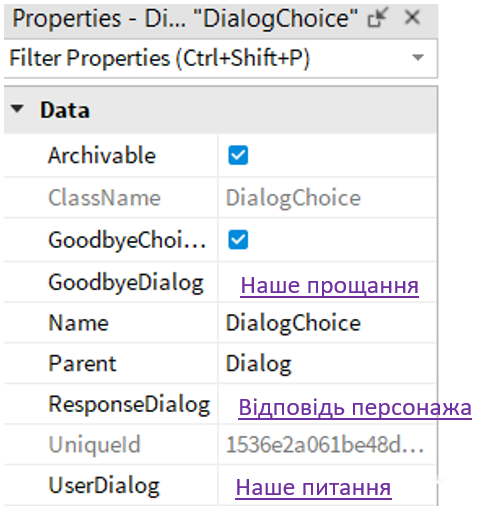 Properties - Di... "DialogChoice"
Filter Properties (Ctrl+Shift+P)
Data
Archivable
ClassName DialogChoice
GoodbyeChoi...
GoodbyeDialog Наше прощання
Name DialogChoice
Parent Dialog
ResponseDialog Відповідь персонажа
UniqueId 1536e2a061be48d...
UserDialog Наше питання